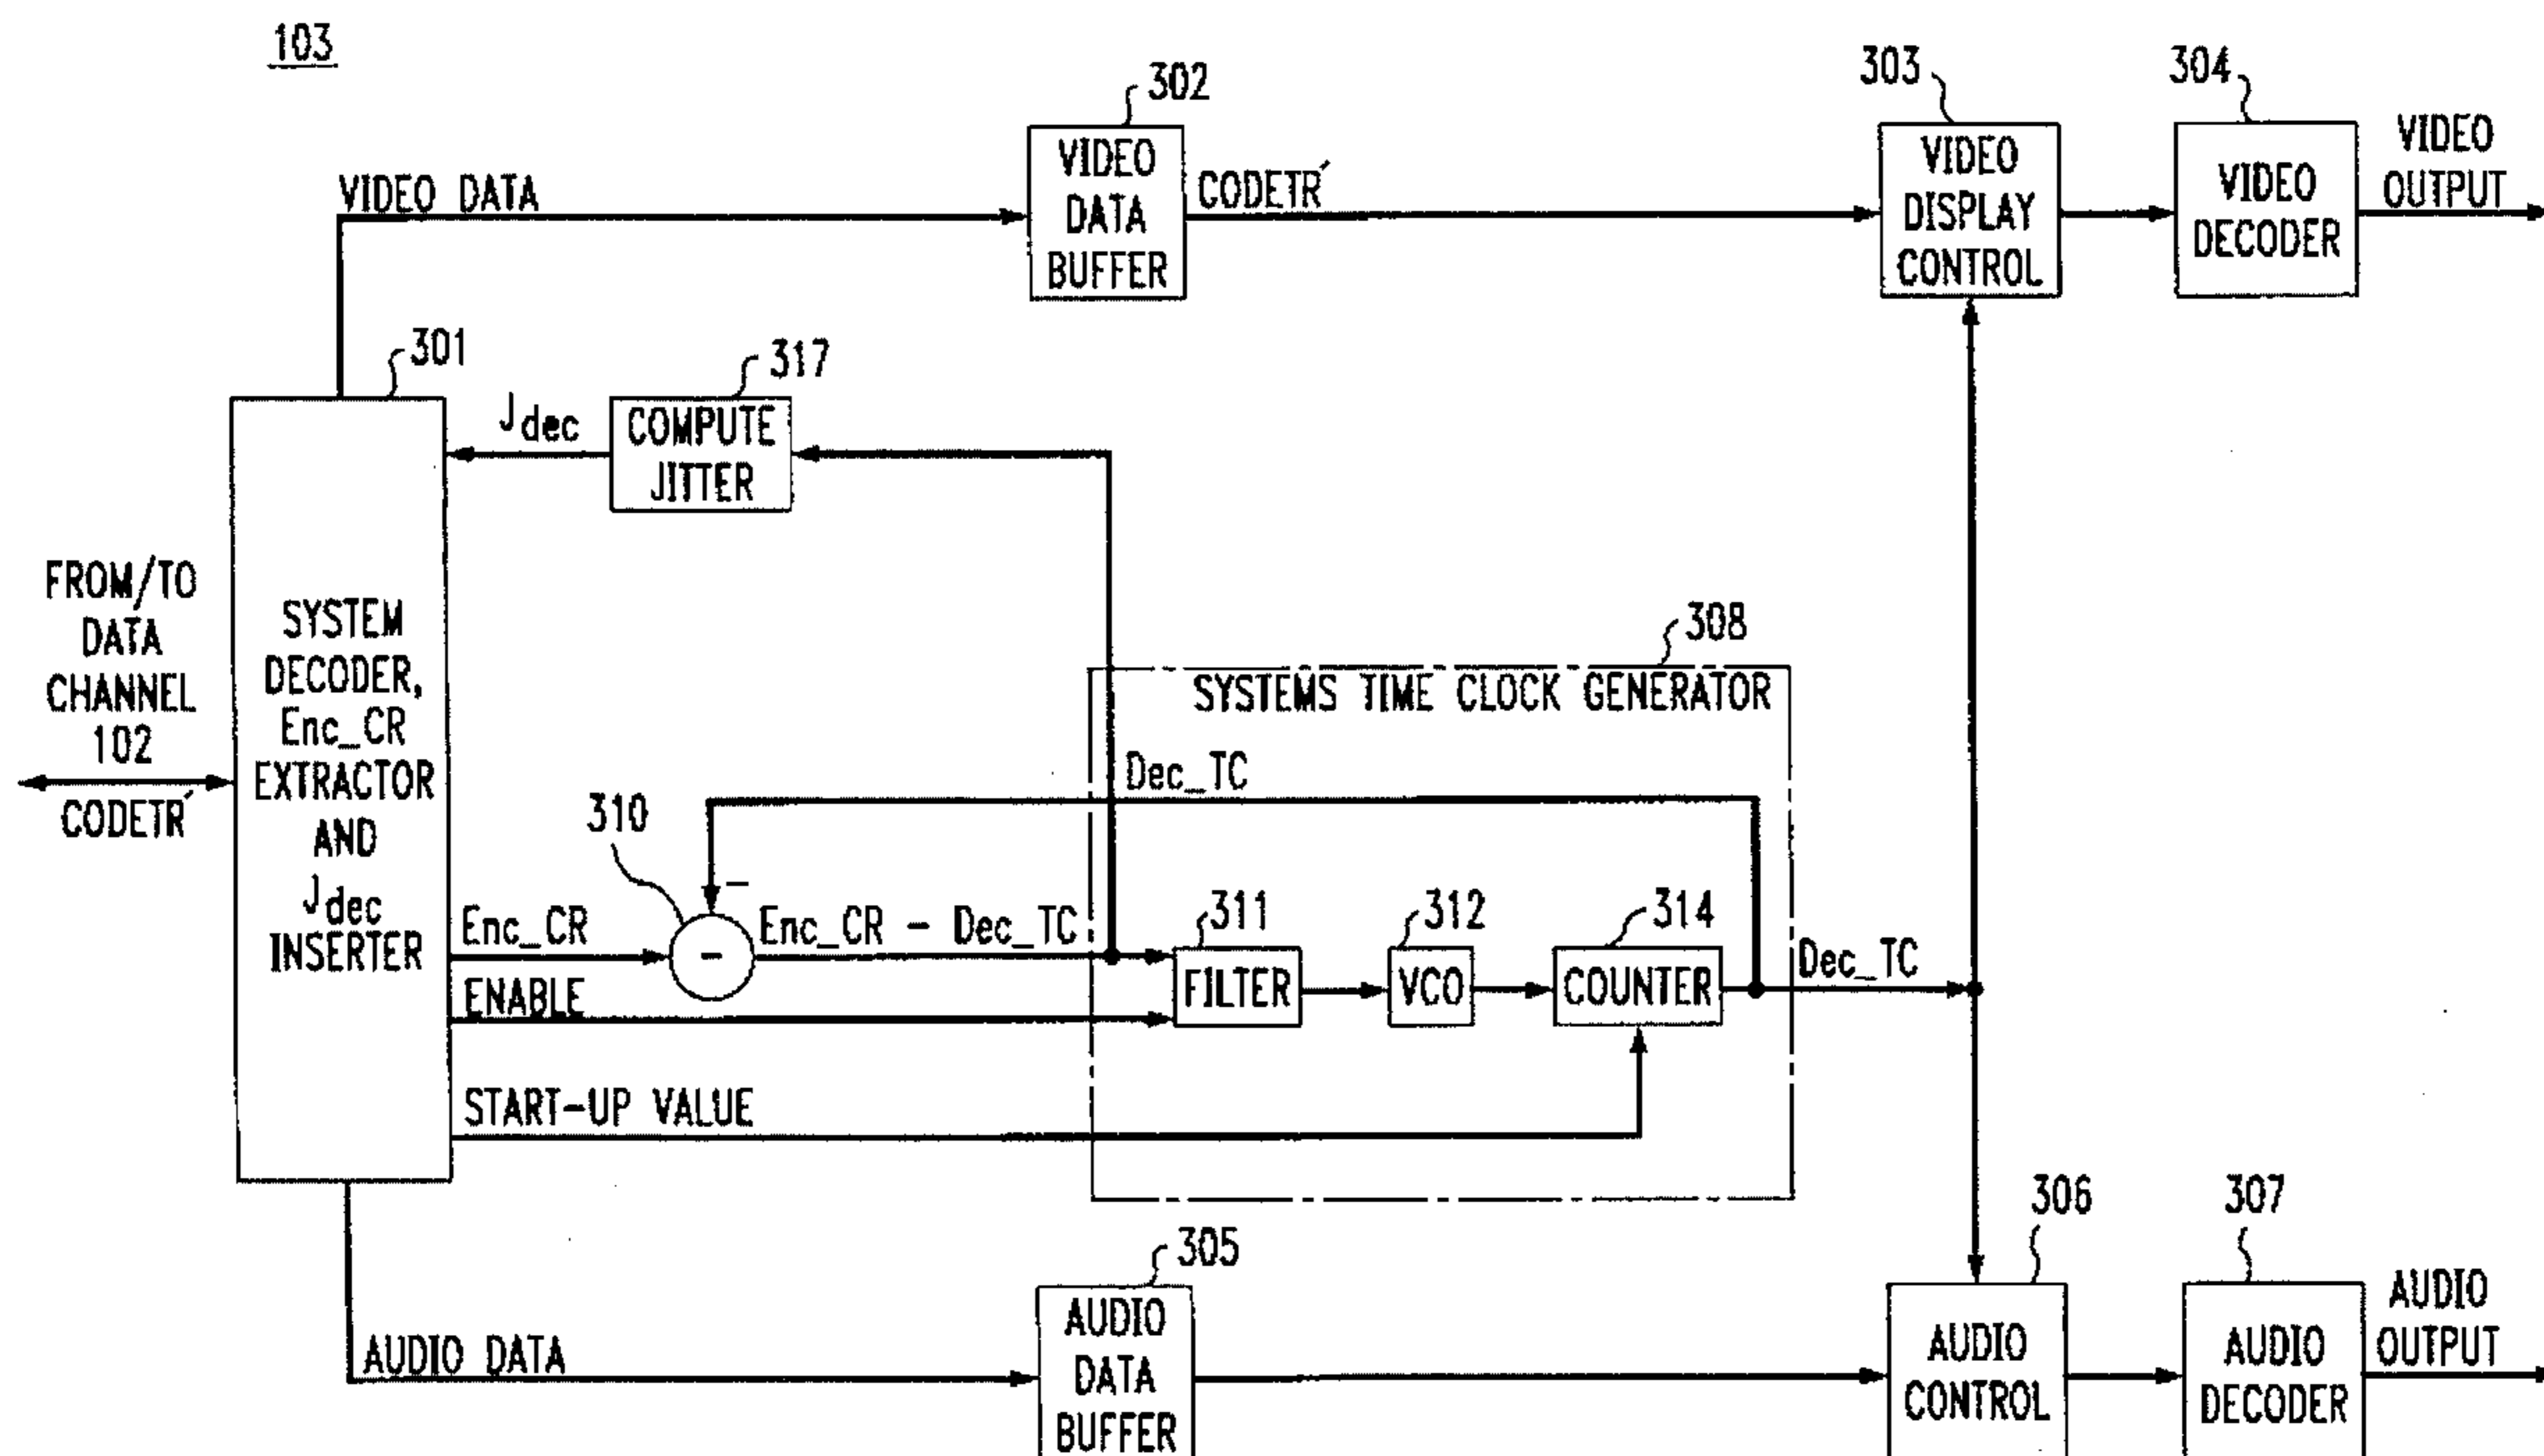 103
302
303
304
VIDEO DATA
VIDEO
DATA
BUFFER
CODETR′
VIDEO
DISPLAY
CONTROL
VIDEO
DECODER
VIDEO
OUTPUT
301
317
Jdec
COMPUTE
JITTER
FROM/TO
DATA
CHANNEL
102
CODETR′
SYSTEM
DECODER,
Enc_CR
EXTRACTOR
AND
Jdec
INSERTER
308
SYSTEMS TIME CLOCK GENERATOR
Dec_TC
310
–
Enc_CR
-
Enc_CR - Dec_TC
311
FILTER
312
VCO
314
COUNTER
Dec_TC
ENABLE
START-UP VALUE
305
306
307
AUDIO DATA
AUDIO
DATA
BUFFER
AUDIO
CONTROL
AUDIO
DECODER
AUDIO
OUTPUT